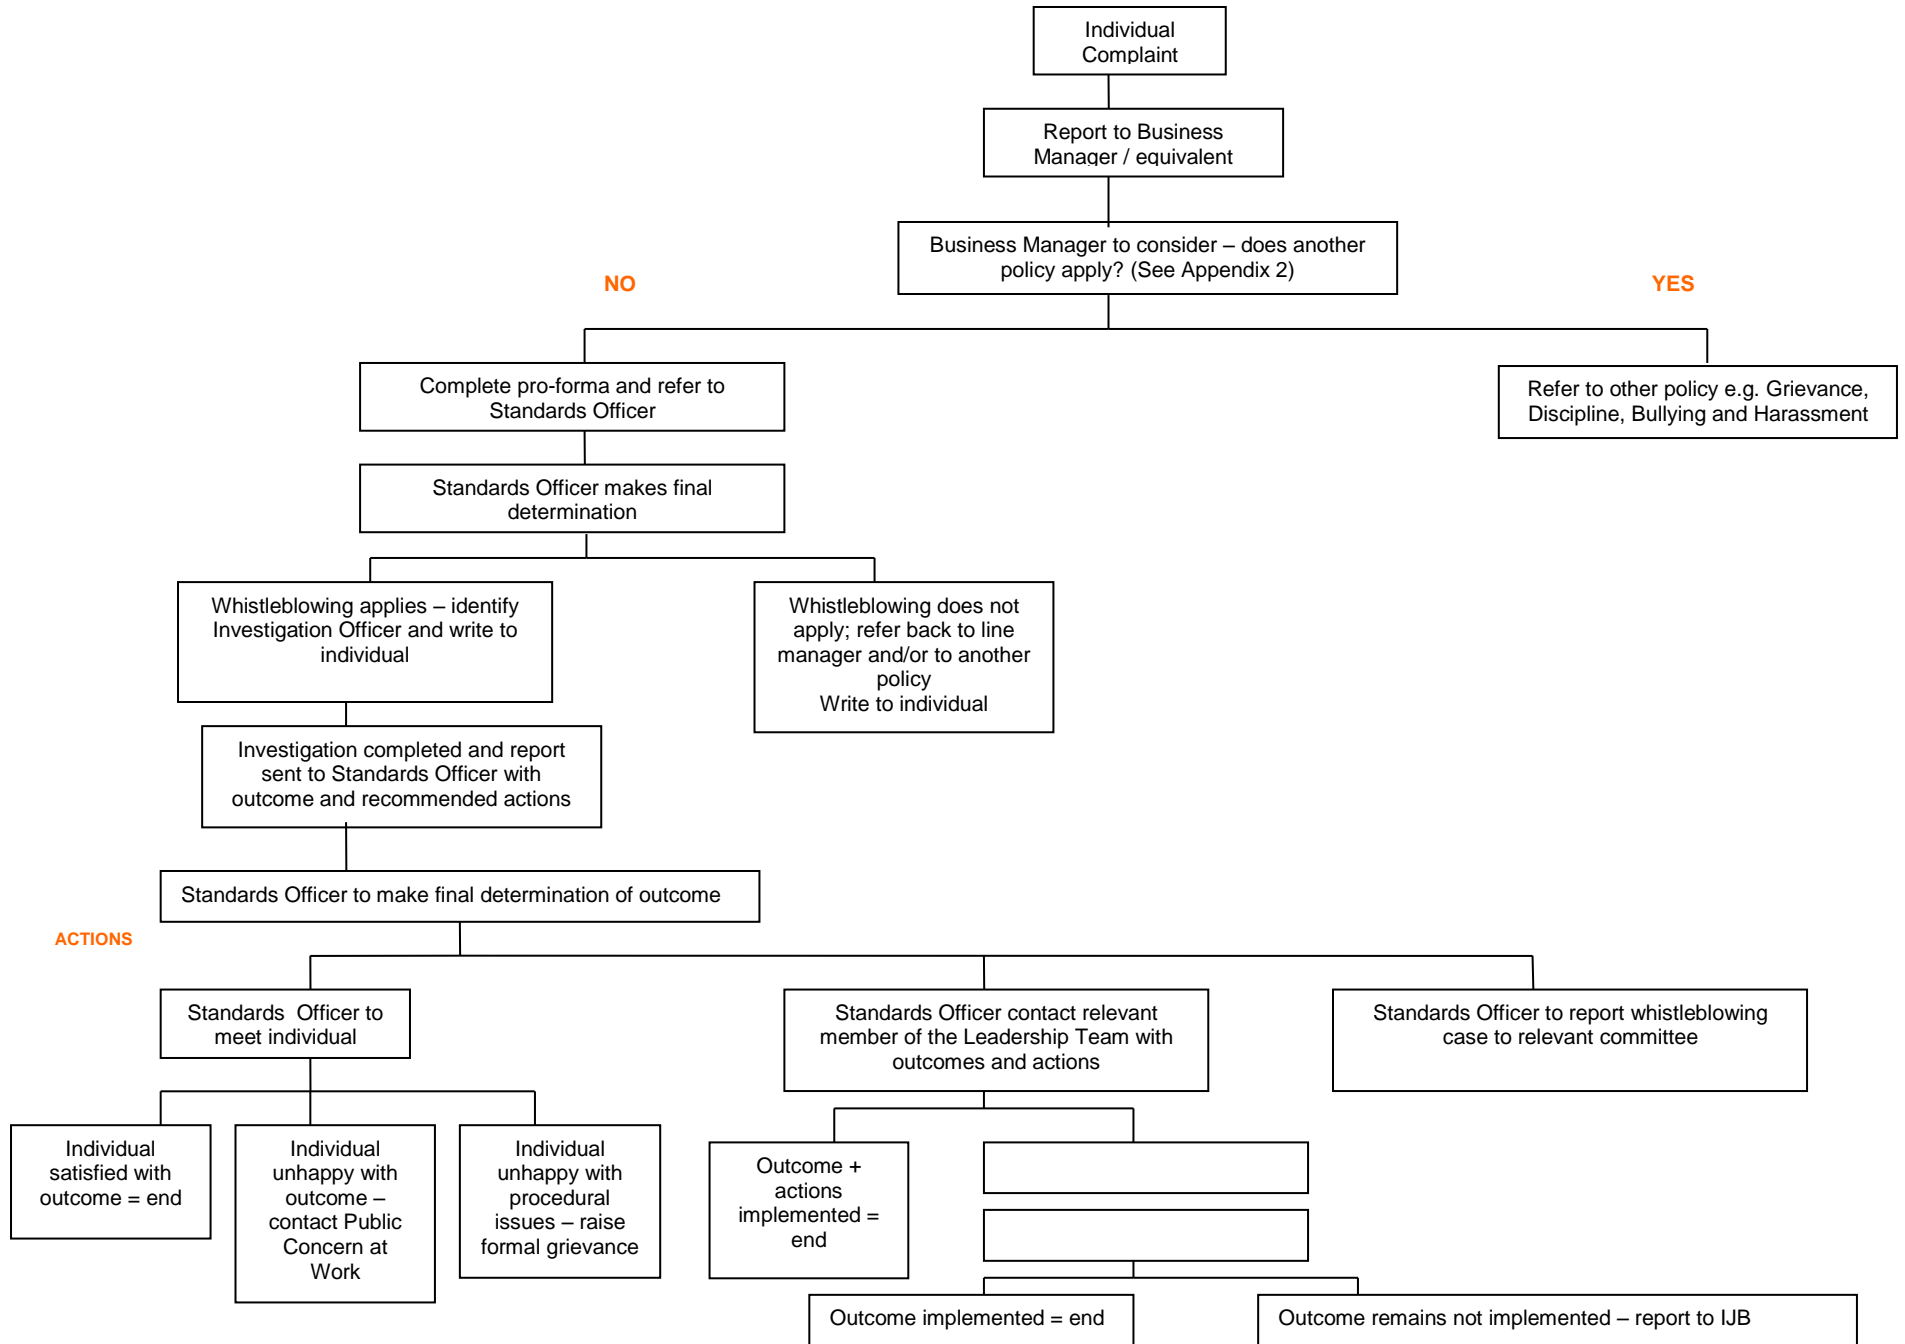 Individual
Complaint
Report to Business
Manager / equivalent
Business Manager to consider – does another
policy apply? (See Appendix 2)
NO
YES
Complete pro-forma and refer to
Standards Officer
Refer to other policy e.g. Grievance,
Discipline, Bullying and Harassment
Standards Officer makes final
determination
Whistleblowing applies – identify
Investigation Officer and write to
individual
Whistleblowing does not
apply; refer back to line
manager and/or to another
policy
Write to individual
Investigation completed and report
sent to Standards Officer with
outcome and recommended actions
Standards Officer to make final determination of outcome
ACTIONS
Standards Officer to
meet individual
Standards Officer contact relevant
member of the Leadership Team with
outcomes and actions
Standards Officer to report whistleblowing
case to relevant committee
Individual
satisfied with
outcome = end
Individual
unhappy with
outcome –
contact Public
Concern at
Work
Individual
unhappy with
procedural
issues – raise
formal grievance
Outcome +
actions
implemented =
end
Outcome implemented = end
Outcome remains not implemented – report to IJB